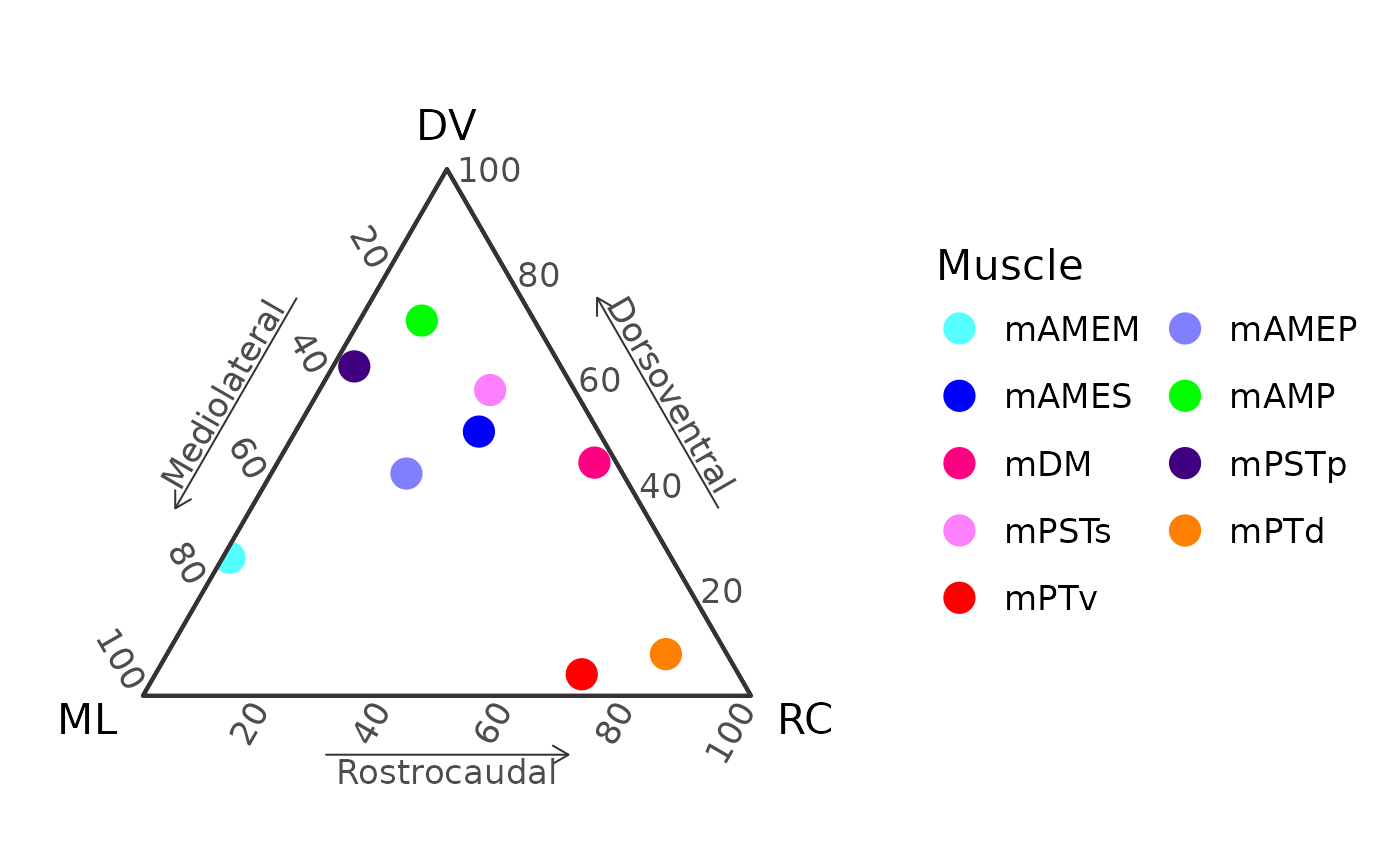 DV
100
20
80
Mediolateral
Dorsoventral
40
60
60
40
80
20
100
ML
RC
20
40
60
80
100
Rostrocaudal
Muscle
mAMEM
mAMEP
mAMES
mAMP
mDM
mPSTp
mPSTs
mPTd
mPTv